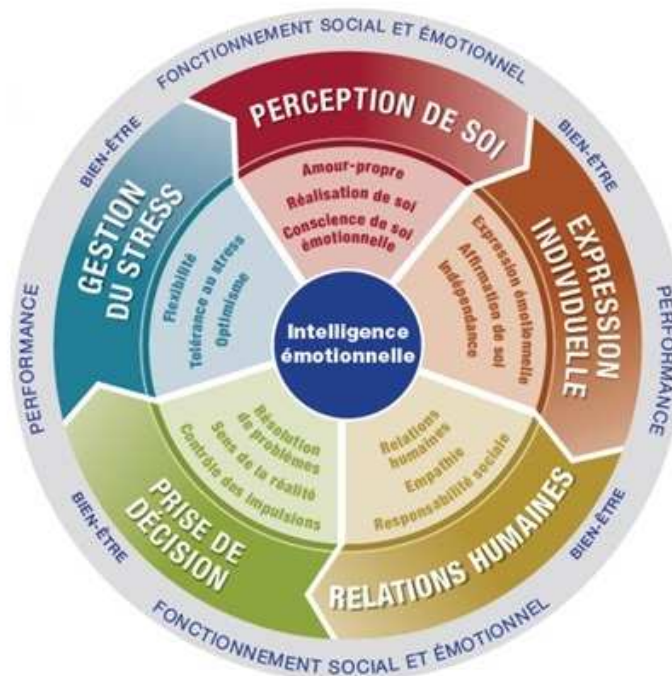 FONCTIONNEMENT SOCIAL ET ÉMOTIONNEL
BIEN-ÊTRE
BIEN-ÊTRE
PERFORMANCE
PERFORMANCE
BIEN-ÊTRE
BIEN-ÊTRE
FONCTIONNEMENT SOCIAL ET ÉMOTIONNEL
PERCEPTION DE SOI
Amour-propre
Réalisation de soi
Conscience de soi
émotionnelle
EXPRESSION
INDIVIDUELLE
Expression émotionnelle
Affirmation de soi
Indépendance
RELATIONS HUMAINES
Relations
humaines
Empathie
Responsabilité sociale
PRISE DE
DÉCISION
Résolution
de problèmes
Sens de la réalité
Contrôle des impulsions
GESTION
DU STRESS
Flexibilité
Tolérance au stress
Optimisme
Intelligence
émotionnelle